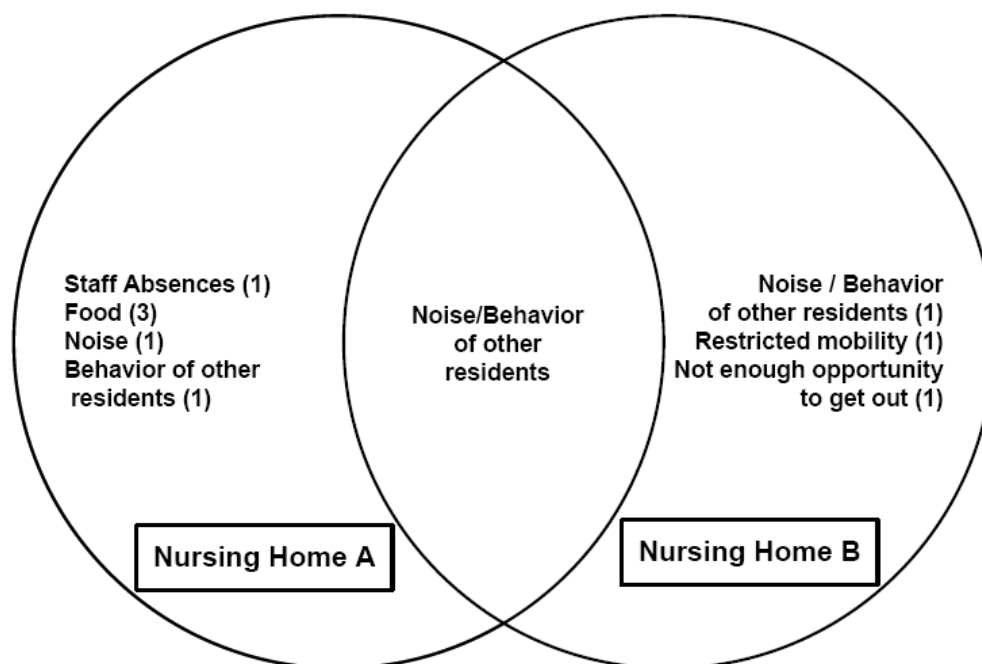 Staff Absences (1)
Food (3)
Noise (1)
Behavior of other
residents (1)
Noise/Behavior
of other
residents
Noise / Behavior
of other residents (1)
Restricted mobility (1)
Not enough opportunity
to get out (1)
Nursing Home A
Nursing Home B